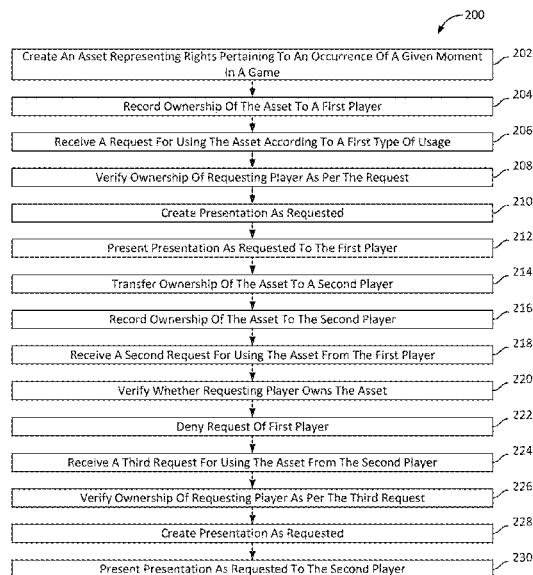 200
Create An Asset Representing Rights Pertaining To An Occurrence Of A Given Moment
In A Game
202
Record Ownership Of The Asset To A First Player
204
Receive A Request For Using The Asset According To A First Type Of Usage
206
Verify Ownership Of Requesting Player As Per The Request
208
Create Presentation As Requested
210
Present Presentation As Requested To The First Player
212
Transfer Ownership Of The Asset To A Second Player
214
Record Ownership Of The Asset To The Second Player
216
Receive A Second Request For Using The Asset From The First Player
218
Verify Whether Requesting Player Owns The Asset
220
Deny Request Of First Player
222
Receive A Third Request For Using The Asset From The Second Player
224
Verify Ownership Of Requesting Player As Per The Third Request
226
Create Presentation As Requested
228
Present Presentation As Requested To The Second Player
230